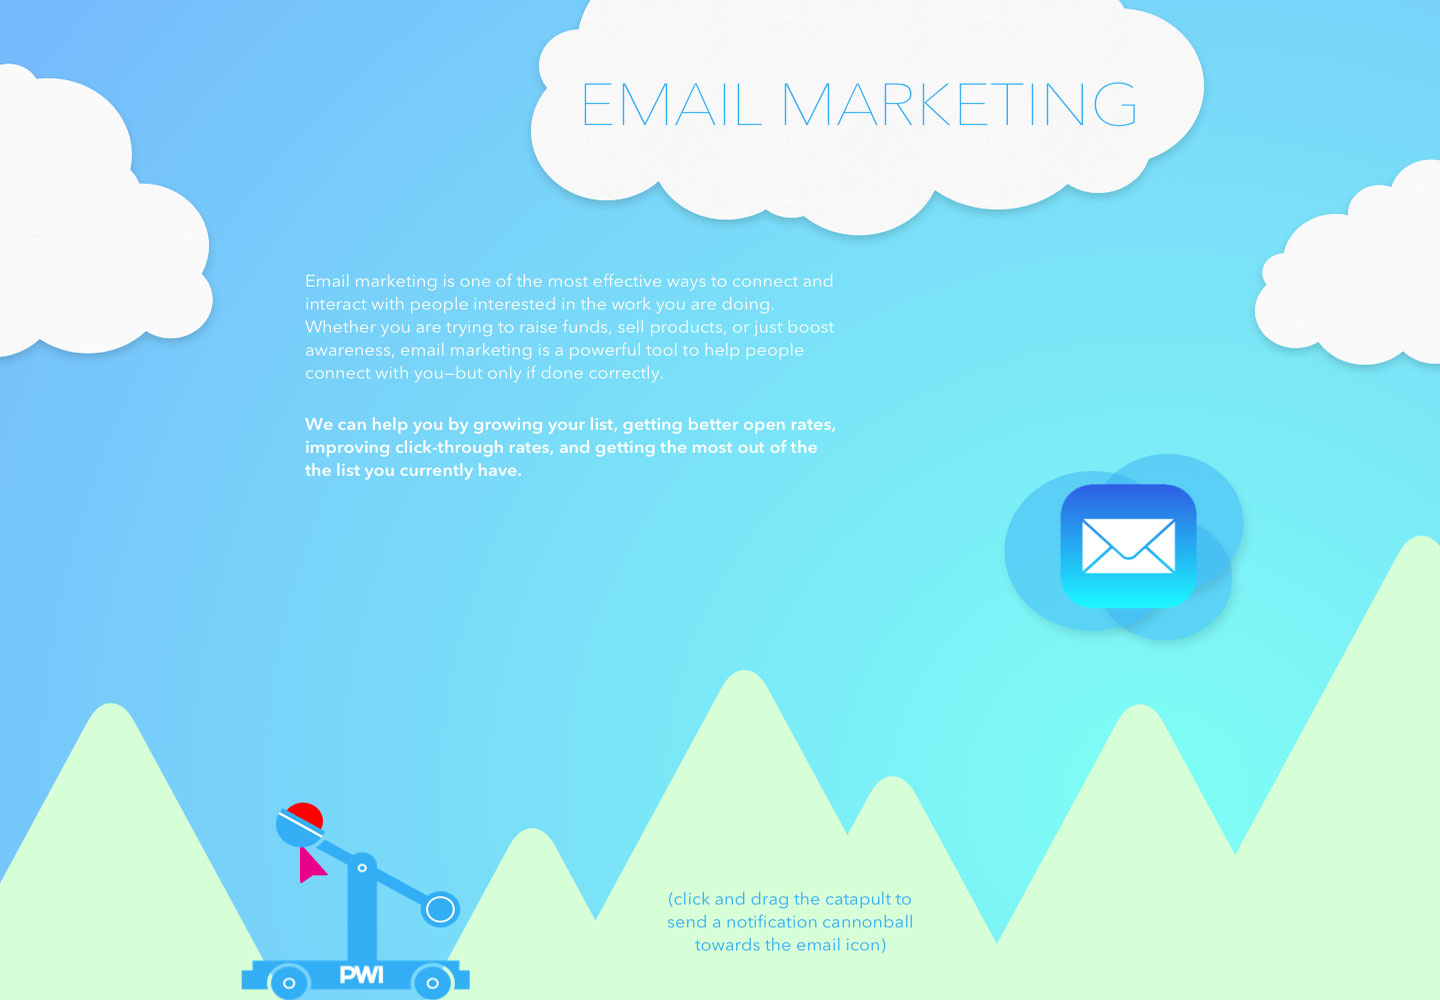 EMAIL MARKETING
Email marketing is one of the most effective ways to connect and
interact with people interested in the work you are doing.
Whether you are trying to raise funds, sell products, or just boost
awareness, email marketing is a powerful tool to help people
connect with you—but only if done correctly.
We can help you by growing your list, getting better open rates,
improving click-through rates, and getting the most out of the
the list you currently have.
(click and drag the catapult to
send a notification cannonball
towards the email icon)
PWI